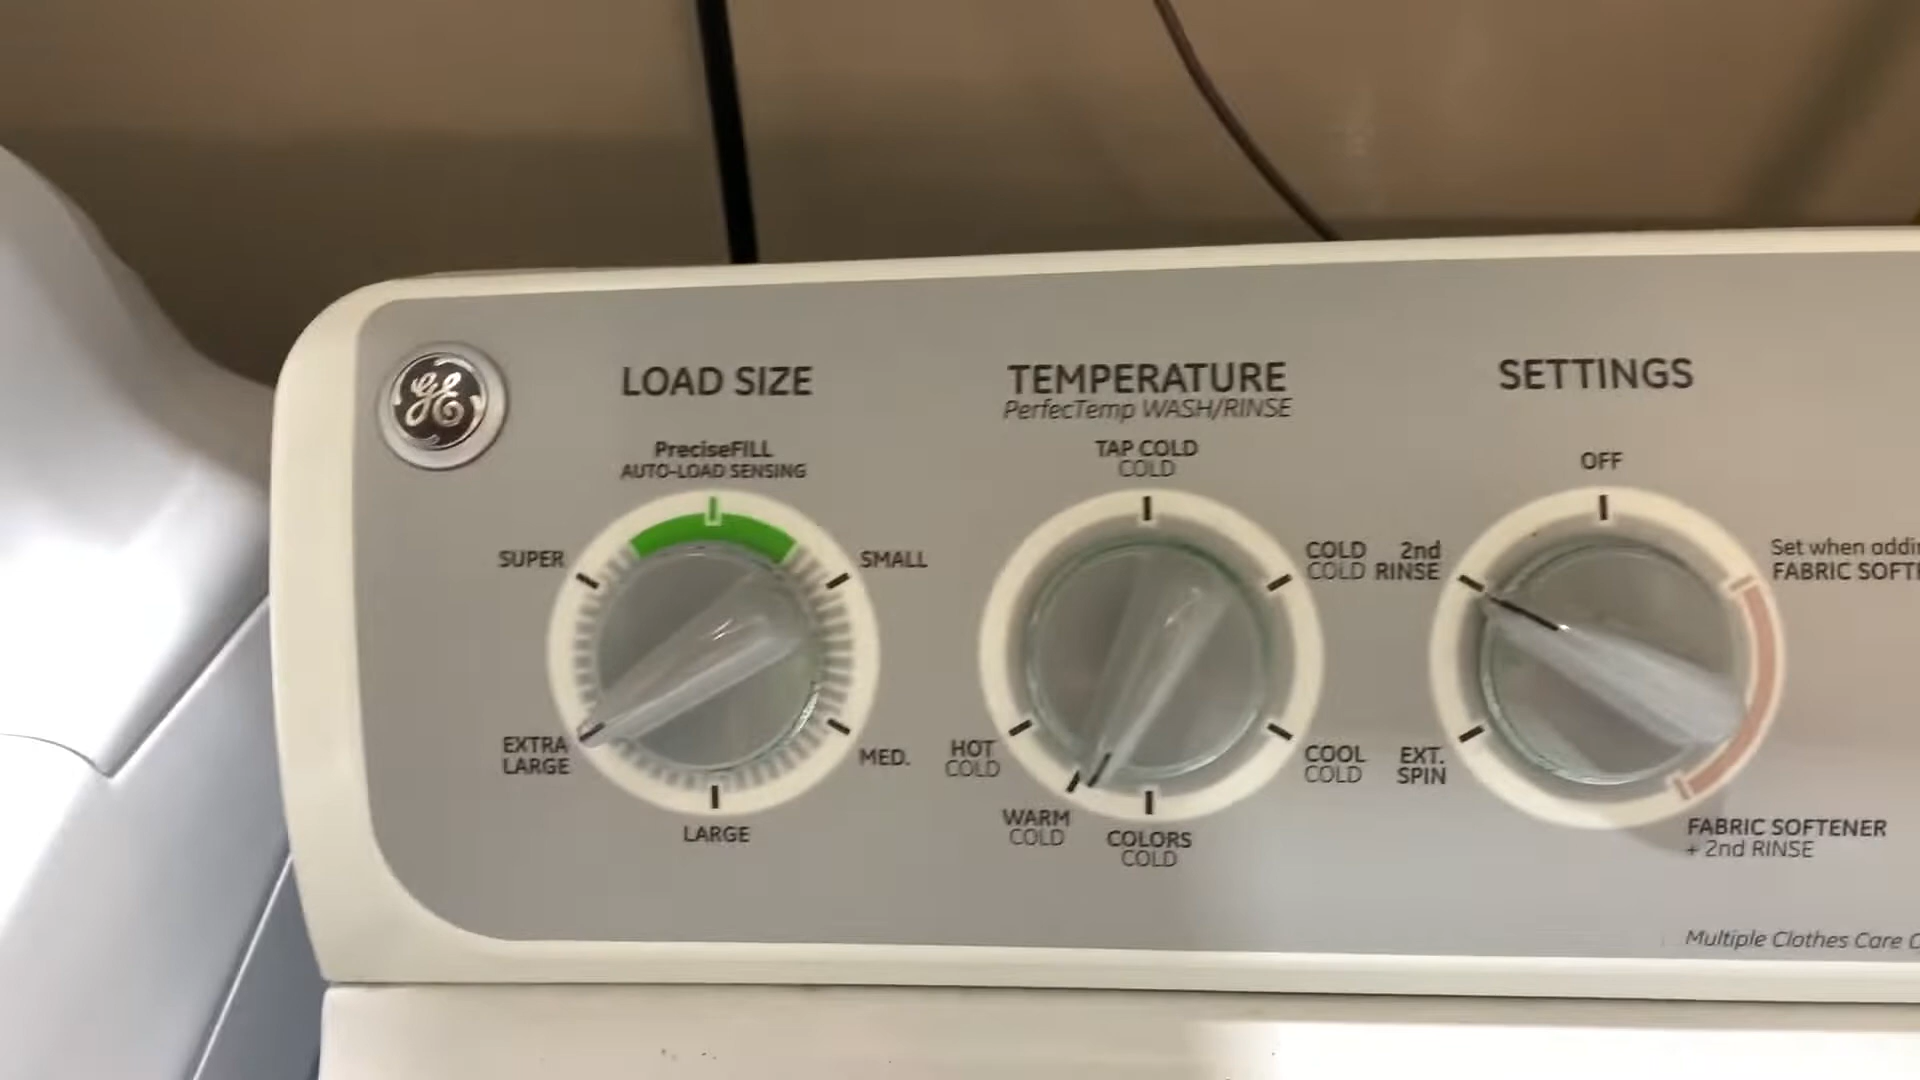 GE
LOAD SIZE
PreciseFILL
AUTO-LOAD SENSING
SUPER
SMALL
EXTRA
LARGE
MED.
LARGE
TEMPERATURE
PerfecTemp WASH/RINSE
TAP COLD
COLD
COLD
COLD
HOT
COLD
COOL
COLD
WARM
COLD
COLORS
COLD
SETTINGS
OFF
2nd
RINSE
Set when
FABRIC
EXT.
SPIN
FABRIC SOFTENER
+ 2nd RINSE
Multiple Clothes Care